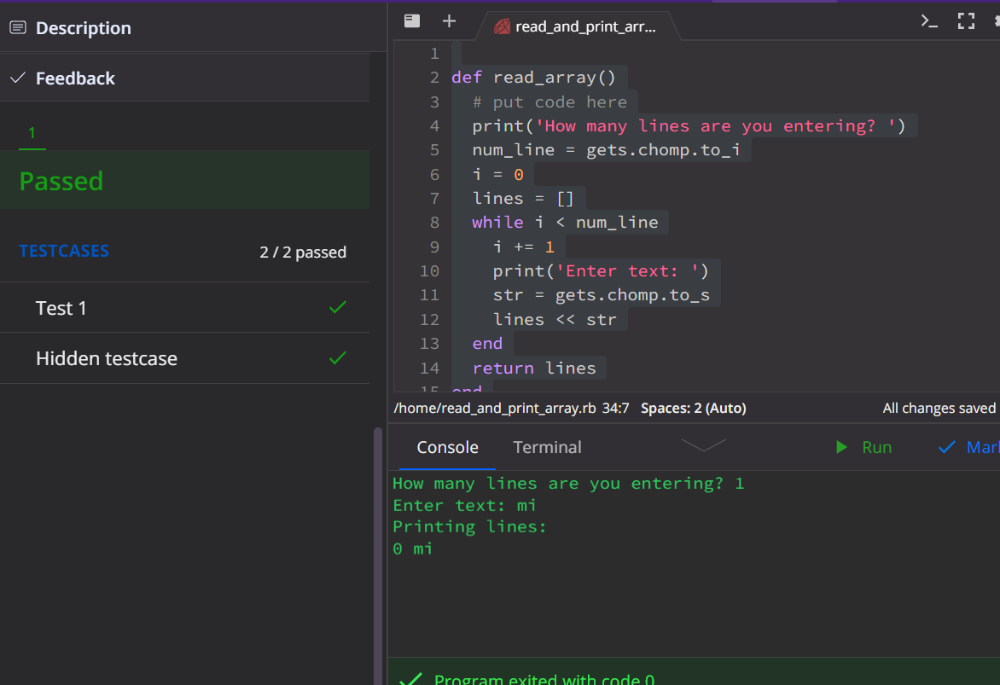 Description
Feedback
1
Passed
TESTCASES 2 / 2 passed
Test 1
Hidden testcase
read_and_print_arr...
1
2 def read_array()
3   # put code here
4   print('How many lines are you entering? ')
5   num_line = gets.chomp.to_i
6   i = 0
7   lines = []
8   while i < num_line
9     i += 1
10     print('Enter text: ')
11     str = gets.chomp.to_s
12     lines << str
13   end
14   return lines
15 end
/home/read_and_print_array.rb 34:7 Spaces: 2 (Auto) All changes saved
Console Terminal Run Mar
How many lines are you entering? 1
Enter text: mi
Printing lines:
0 mi
Program exited with code 0